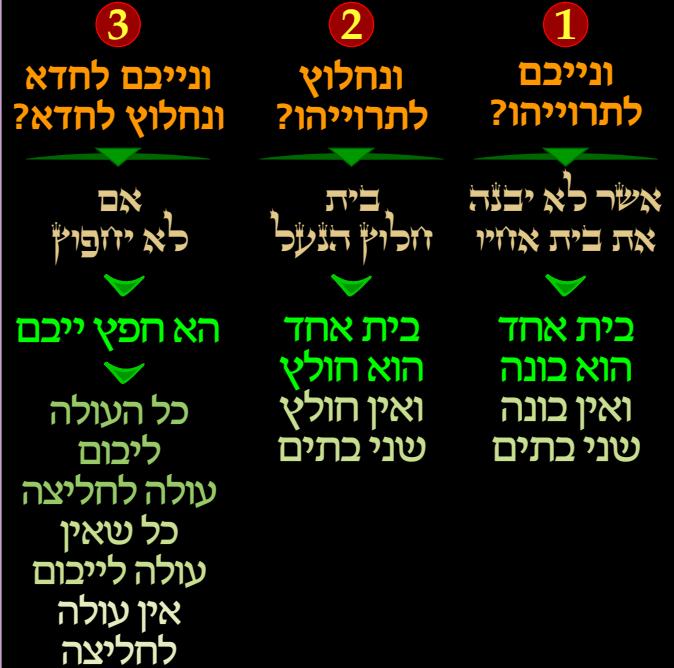 1
ונייבם
לתרוייהו?
אשר לא יבנה
את בית אחיו
בית אחד
הוא בונה
ואין בונה
שני בתים
2
ונחלוץ
לתרוייהו?
בית
חלוץ הנעל
בית אחד
הוא חולץ
ואין חולץ
שני בתים
3
ונייבם לחדא
ונחלוץ לחדא?
אם
לא יחפוץ
הא חפץ ייבם
כל העולה
ליבום
עולה לחליצה
כל שאין
עולה לייבום
אין עולה
לחליצה